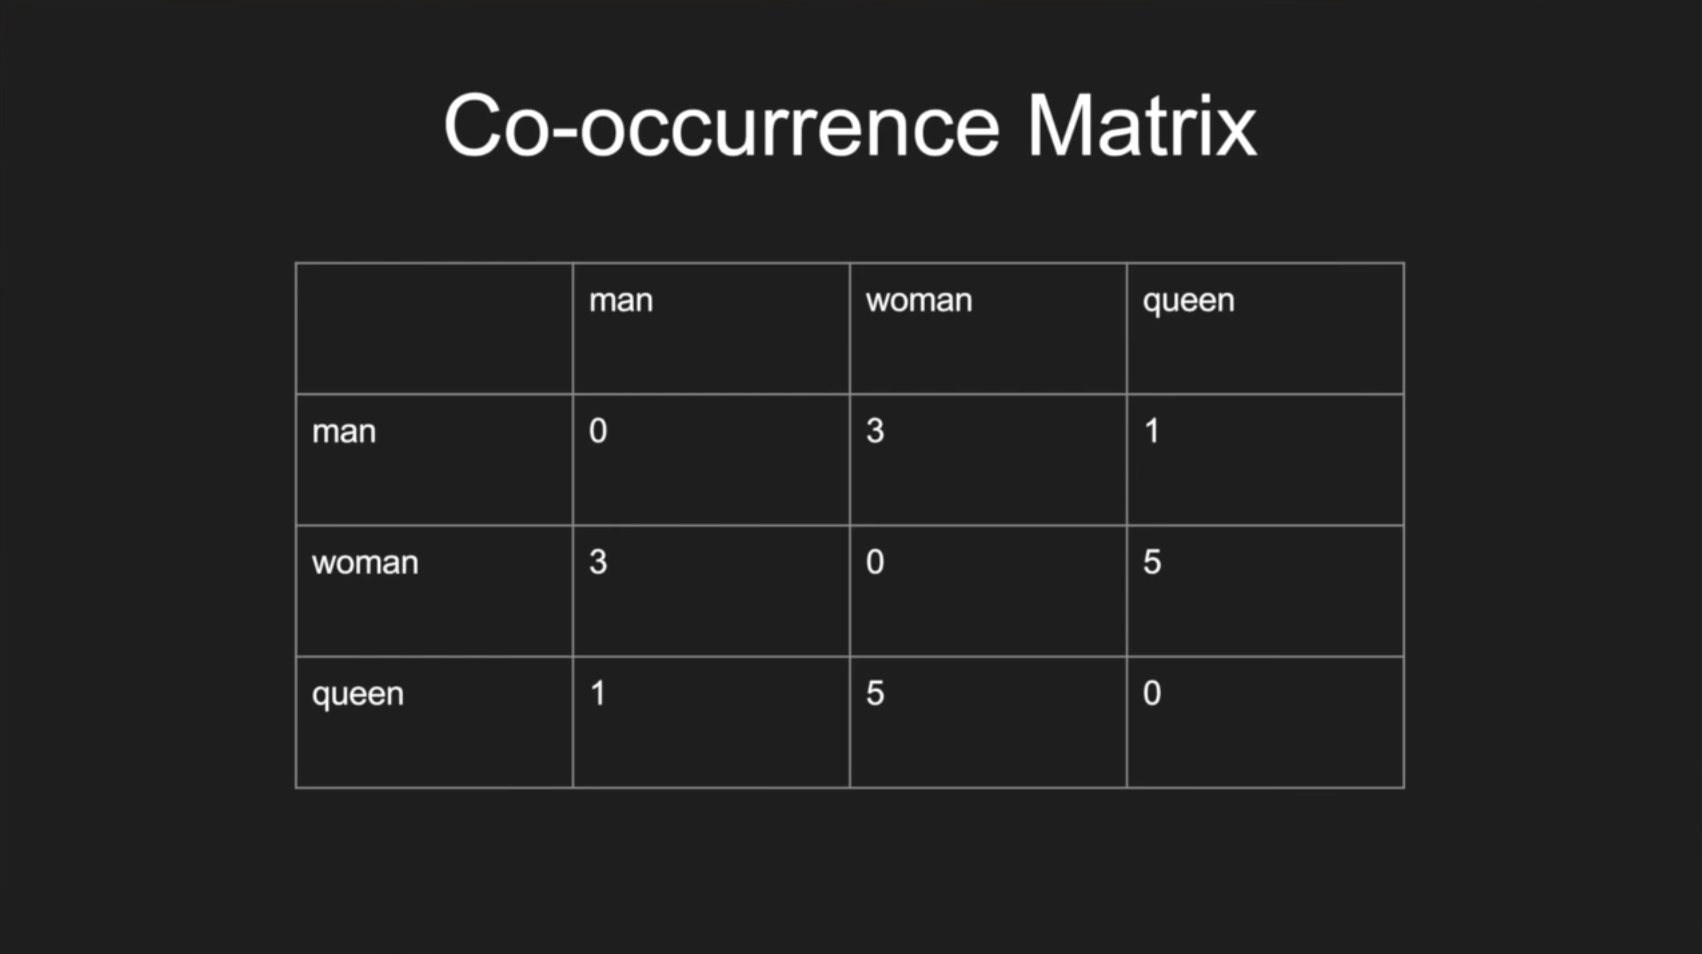 Co-occurrence Matrix
man woman queen
man 0 3 1
woman 3 0 5
queen 1 5 0